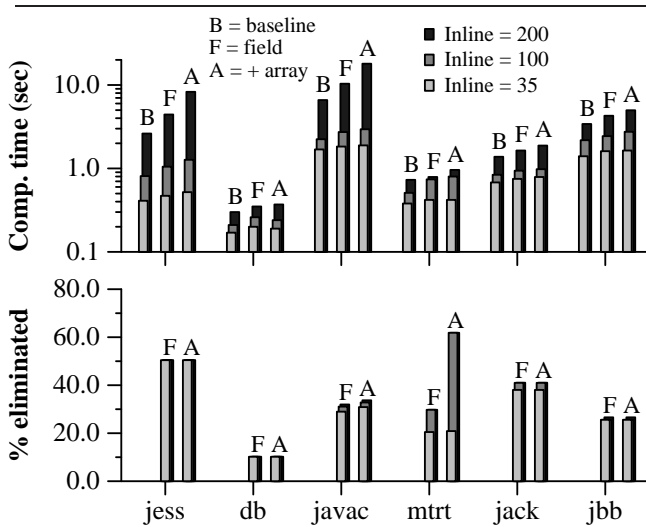 B = baseline
F = field
A = + array
Inline = 200
Inline = 100
Inline = 35
Comp. time (sec)
10.0
1.0
0.1
B F A
B F A
B F A
B F A
B F A
B F A
% eliminated
80.0
60.0
40.0
20.0
0.0
F A
F A
F A
F A
F A
F A
jess db javac mtrt jack jbb